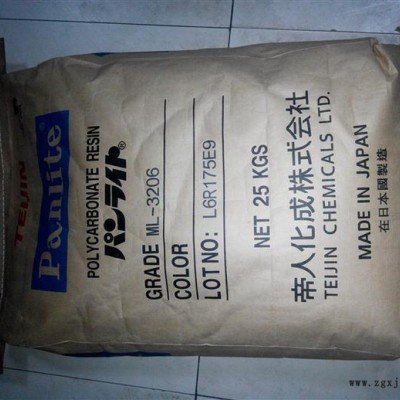 TEIJIN
Panlite
POLYCARBONATE RESIN
パンライト®
GRADE ML-3206
COLOR
LOT NO: L6R175E9
NET 25 KGS
帝人化成株式会社
TEIJIN CHEMICALS LTD.
MADE IN JAPAN
在日本國製造